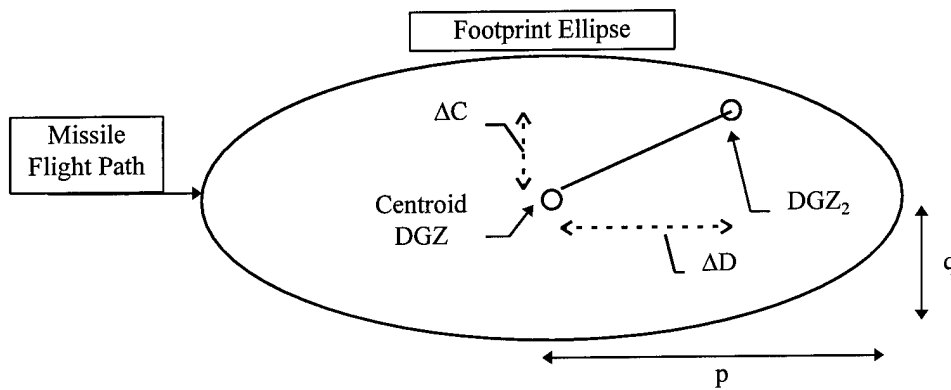 Footprint Ellipse
ΔC
Missile
Flight Path
Centroid
DGZ
DGZ₂
ΔD
q
p